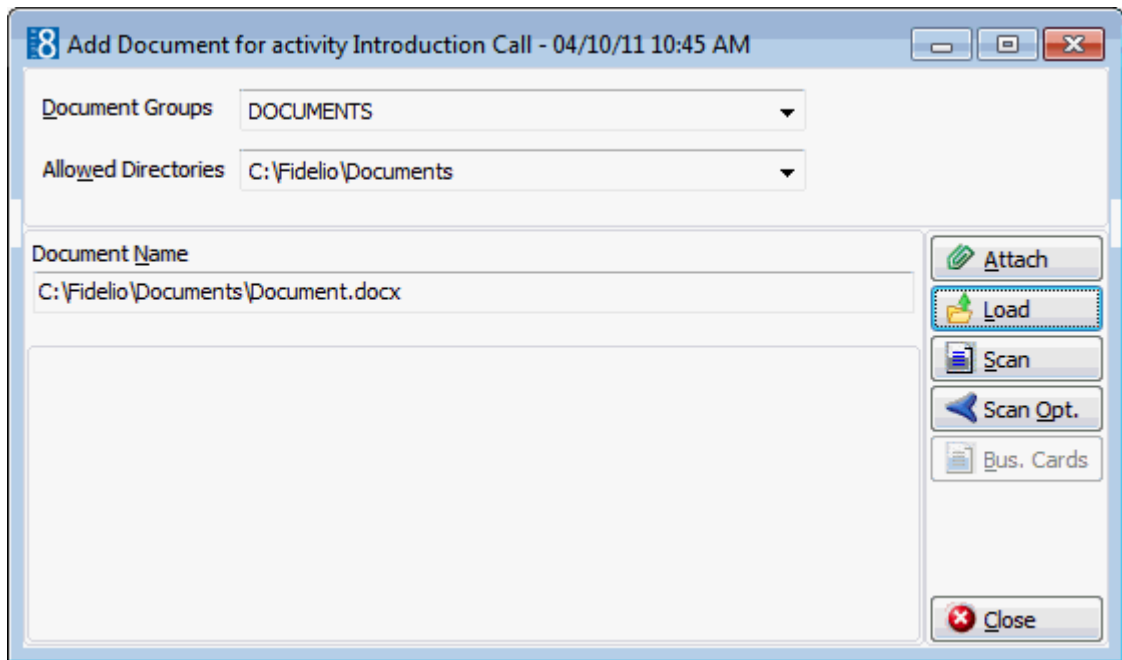 8 Add Document for activity Introduction Call - 04/10/11 10:45 AM
Document Groups DOCUMENTS
Allowed Directories C:\Fidelio\Documents
Document Name
C:\Fidelio\Documents\Document.docx
Attach
Load
Scan
Scan Opt.
Bus. Cards
Close